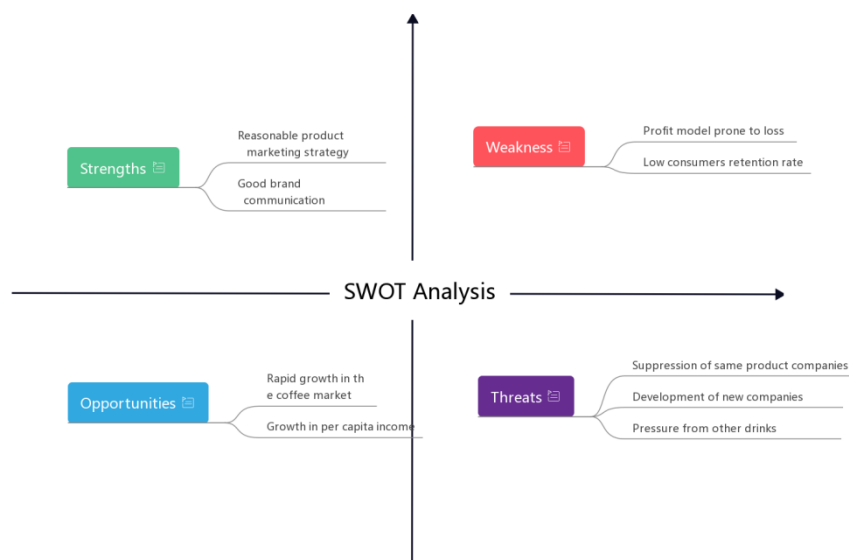 Strengths
Reasonable product
marketing strategy
Good brand
communication
Weakness
Profit model prone to loss
Low consumers retention rate
SWOT Analysis
Opportunities
Rapid growth in th
e coffee market
Growth in per capita income
Threats
Suppression of same product companies
Development of new companies
Pressure from other drinks